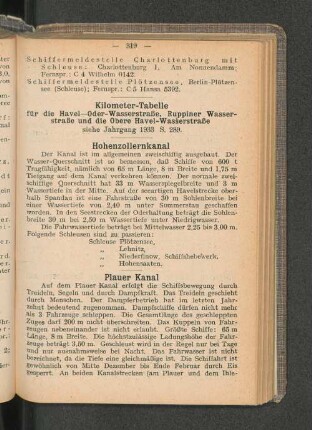 — 319 —
Schiffermeldestelle Charlottenburg mit
Schleuse: Charlottenburg 1, Am Nonnendamm;
Fernspr.: C 4 Wilhelm 0142.
Schiffermeldestelle Plötzensee, Berlin-Plötzen-
see (Schleuse); Fernspr.: C 5 Hansa 5392.
Kilometer-Tabelle
für die Havel—Oder-Wasserstraße, Ruppiner Wasser-
straße und die Obere Havel-Wasserstraße
siehe Jahrgang 1933 S. 289.
Hohenzollernkanal
Der Kanal ist im allgemeinen zweischiffig ausgebaut. Der
Wasser-Querschnitt ist so bemessen, daß Schiffe von 600 t
Tragfähigkeit, nämlich von 68 m Länge, 8 m Breite und 1,75 m
Tiefgang auf dem Kanal verkehren können. Der normale zwei-
schiffige Querschnitt hat 33 m Wasserspiegelbreite und 3 m
Wassertiefe in der Mitte. Auf der seeartigen Havelstrecke ober-
halb Spandau ist eine Fahrstraße von 30 m Sohlenbreite bei
einer Wassertiefe von 2,40 m unter Sommerstau geschaffen
worden. In den Seestrecken der Oderhaltung beträgt die Sohlen-
breite 30 m bei 2,50 m Wassertiefe unter Niedrigwasser.
Die Fahrwassertiefe beträgt bei Mittelwasser 2,25 bis 3,00 m.
Folgende Schleusen sind zu passieren:
Schleuse Plötzensee,
„ Lehnitz,
„ Niederfinow, Schiffshebewerk,
„ Hohensaaten.
Plauer Kanal
Auf dem Plauer Kanal erfolgt die Schiffsbewegung durch
Treideln, Segeln und durch Dampfkraft. Das Treideln geschieht
durch Menschen. Der Dampferbetrieb hat im letzten Jahr-
zehnt bedeutend zugenommen. Dampfschiffe dürfen nicht mehr
als 3 Fahrzeuge schleppen. Die Gesamtlänge des geschleppten
Zuges darf 200 m nicht überschreiten. Das Kuppeln von Fahr-
zeugen nebeneinander ist nicht erlaubt. Größte Schiffe: 65 m
Länge, 8 m Breite. Die höchstzulässige Ladungshöhe der Fahr-
zeuge beträgt 3,60 m. Geschleust wird in der Regel nur bei Tage
und nur ausnahmsweise bei Nacht. Das Fahrwasser ist nicht
bezeichnet, da die Tiefe eine regelmäßige ist. Die Schiffahrt ist
gewöhnlich von Mitte Dezember bis Ende Februar durch Eis
gesperrt. An beiden Kanalstrecken (am Plauer und dem Ihle-